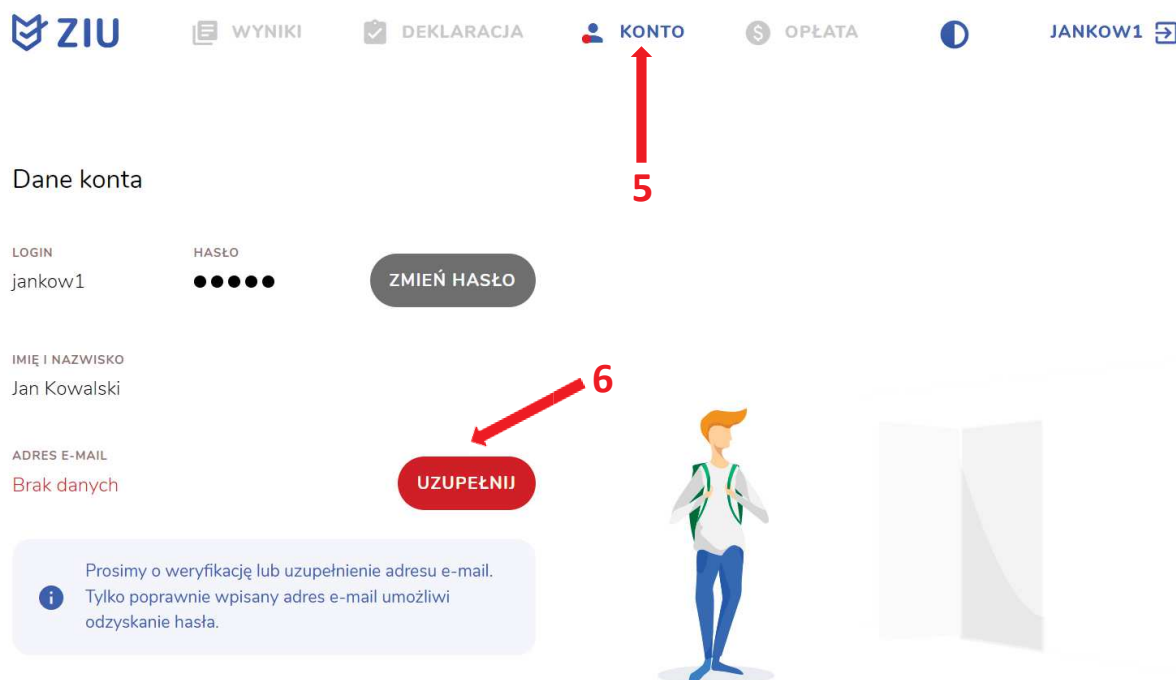 ZIU WYNIKI DEKLARACJA KONTO OPŁATA JANKOW1
5
Dane konta
LOGIN HASŁO
jankow1 ●●●●● ZMIEŃ HASŁO
IMIĘ I NAZWISKO
Jan Kowalski
6
ADRES E-MAIL
Brak danych UZUPEŁNIJ
Prosimy o weryfikację lub uzupełnienie adresu e-mail.
Tylko poprawnie wpisany adres e-mail umożliwi
odzyskanie hasła.